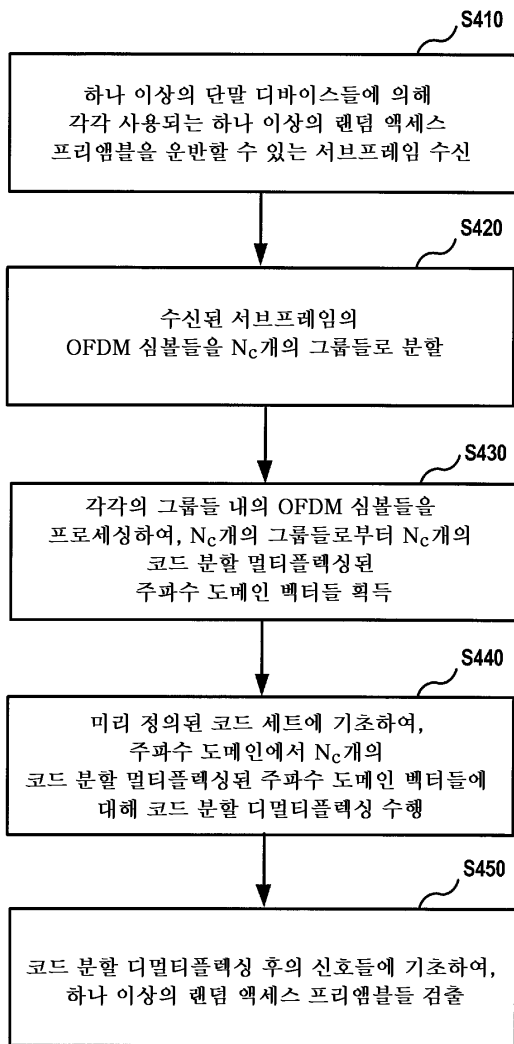 S410
하나 이상의 단말 디바이스들에 의해
각각 사용되는 하나 이상의 랜덤 액세스
프리앰블을 운반할 수 있는 서브프레임 수신
S420
수신된 서브프레임의
OFDM 심볼들을 Nc개의 그룹들로 분할
S430
각각의 그룹들 내의 OFDM 심볼들을
프로세싱하여, Nc개의 그룹들로부터 Nc개의
코드 분할 멀티플렉싱된
주파수 도메인 벡터들 획득
S440
미리 정의된 코드 세트에 기초하여,
주파수 도메인에서 Nc개의
코드 분할 멀티플렉싱된 주파수 도메인 벡터들에
대해 코드 분할 디멀티플렉싱 수행
S450
코드 분할 디멀티플렉싱 후의 신호들에 기초하여,
하나 이상의 랜덤 액세스 프리앰블들 검출